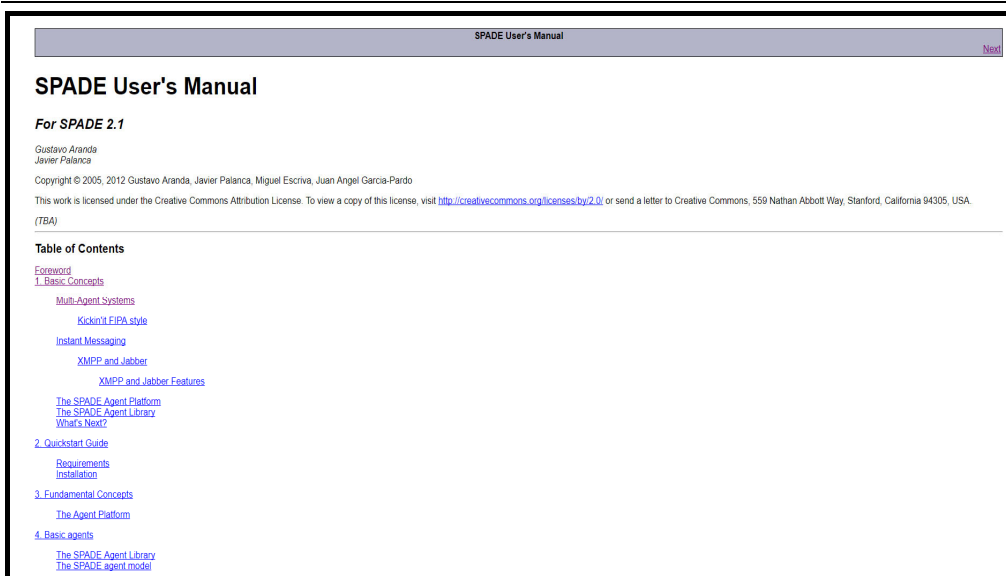 SPADE User's Manual
Next
SPADE User's Manual
For SPADE 2.1
Gustavo Aranda
Javier Palanca
Copyright © 2005, 2012 Gustavo Aranda, Javier Palanca, Miguel Escriva, Juan Angel Garcia-Pardo
This work is licensed under the Creative Commons Attribution License. To view a copy of this license, visit http://creativecommons.org/licenses/by/2.0/ or send a letter to Creative Commons, 559 Nathan Abbott Way, Stanford, California 94305, USA.
(TBA)
Table of Contents
Foreword
1. Basic Concepts
Multi-Agent Systems
Kickin'it FIPA style
Instant Messaging
XMPP and Jabber
XMPP and Jabber Features
The SPADE Agent Platform
The SPADE Agent Library
What's Next?
2. Quickstart Guide
Requirements
Installation
3. Fundamental Concepts
The Agent Platform
4. Basic agents
The SPADE Agent Library
The SPADE agent model